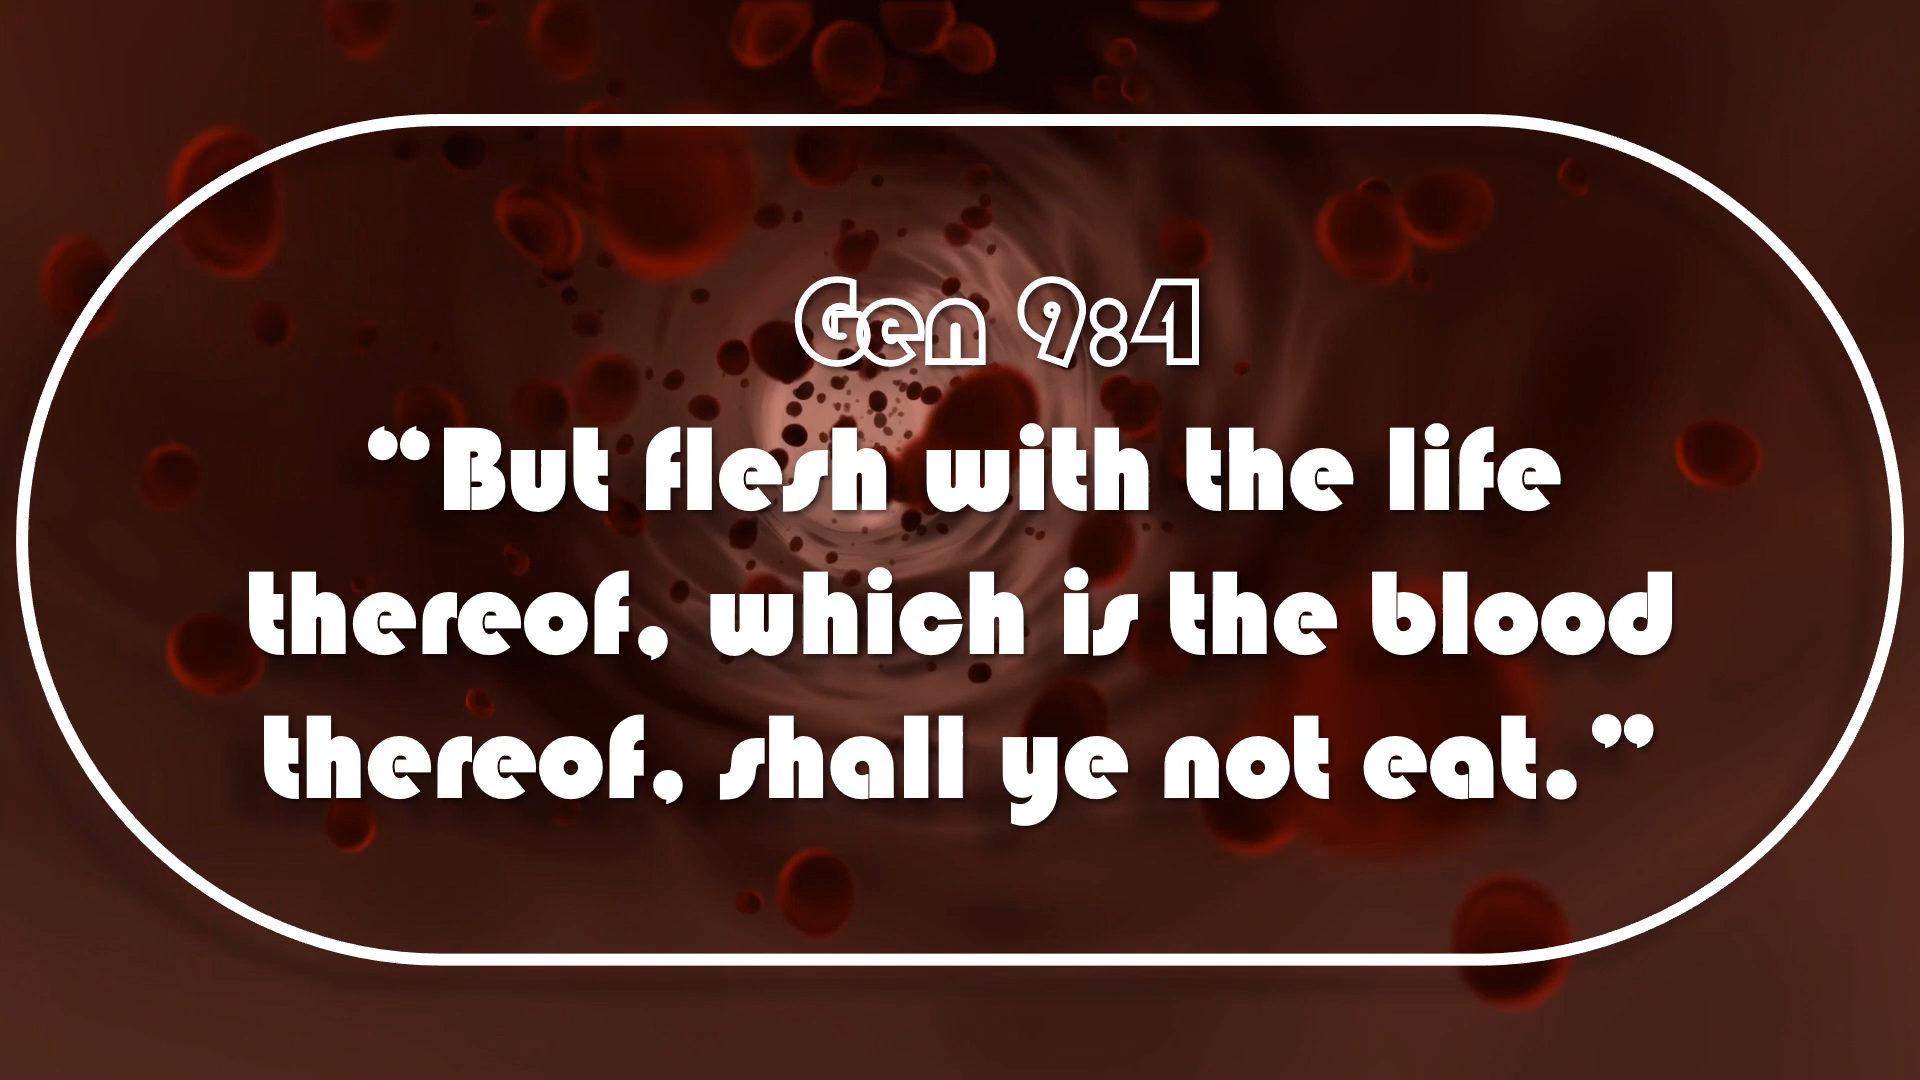 Gen 9:4
“But flesh with the life
thereof, which is the blood
thereof, shall ye not eat.”